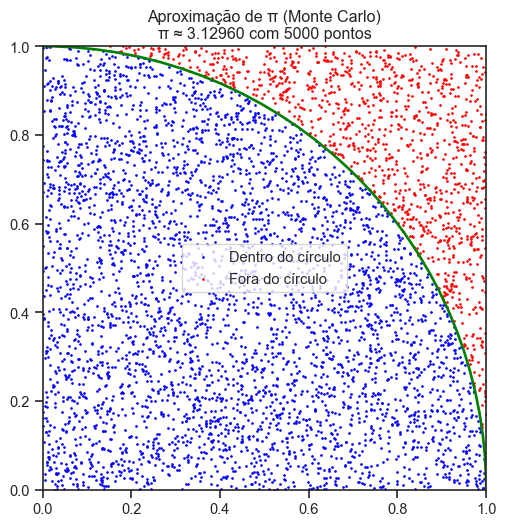 Aproximação de π (Monte Carlo)
π ≈ 3.12960 com 5000 pontos
1.0
0.8
0.6
0.4
0.2
0.0
Dentro do círculo
Fora do círculo
0.0 0.2 0.4 0.6 0.8 1.0